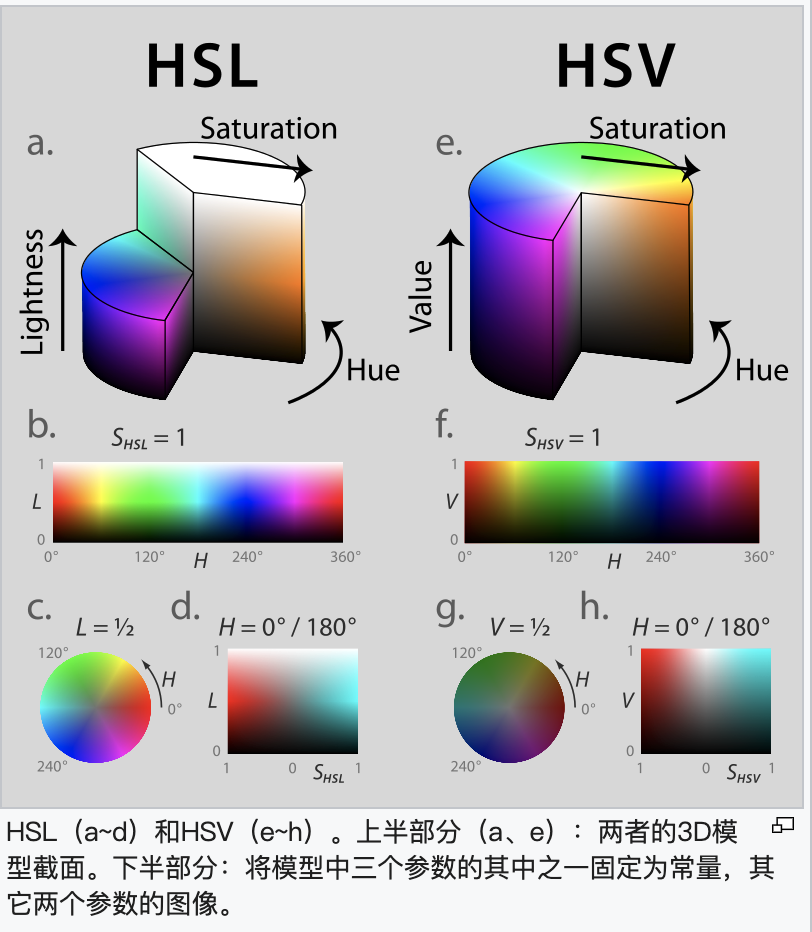 HSL
HSV
a.
Saturation
Lightness
Hue
e.
Saturation
Value
Hue
b.
S_HSL = 1
1
L
0
0°
120°
H
240°
360°
f.
S_HSV = 1
1
V
0
0°
120°
H
240°
360°
c.
L = ½
120°
H
0°
240°
d.
H = 0° / 180°
1
L
0
1
0
S_HSL
1
g.
V = ½
120°
H
0°
240°
h.
H = 0° / 180°
1
V
0
1
0
S_HSV
1
HSL（a~d）和HSV（e~h）。上半部分（a、e）：两者的3D模
型截面。下半部分：将模型中三个参数的其中之一固定为常量，其
它两个参数的图像。